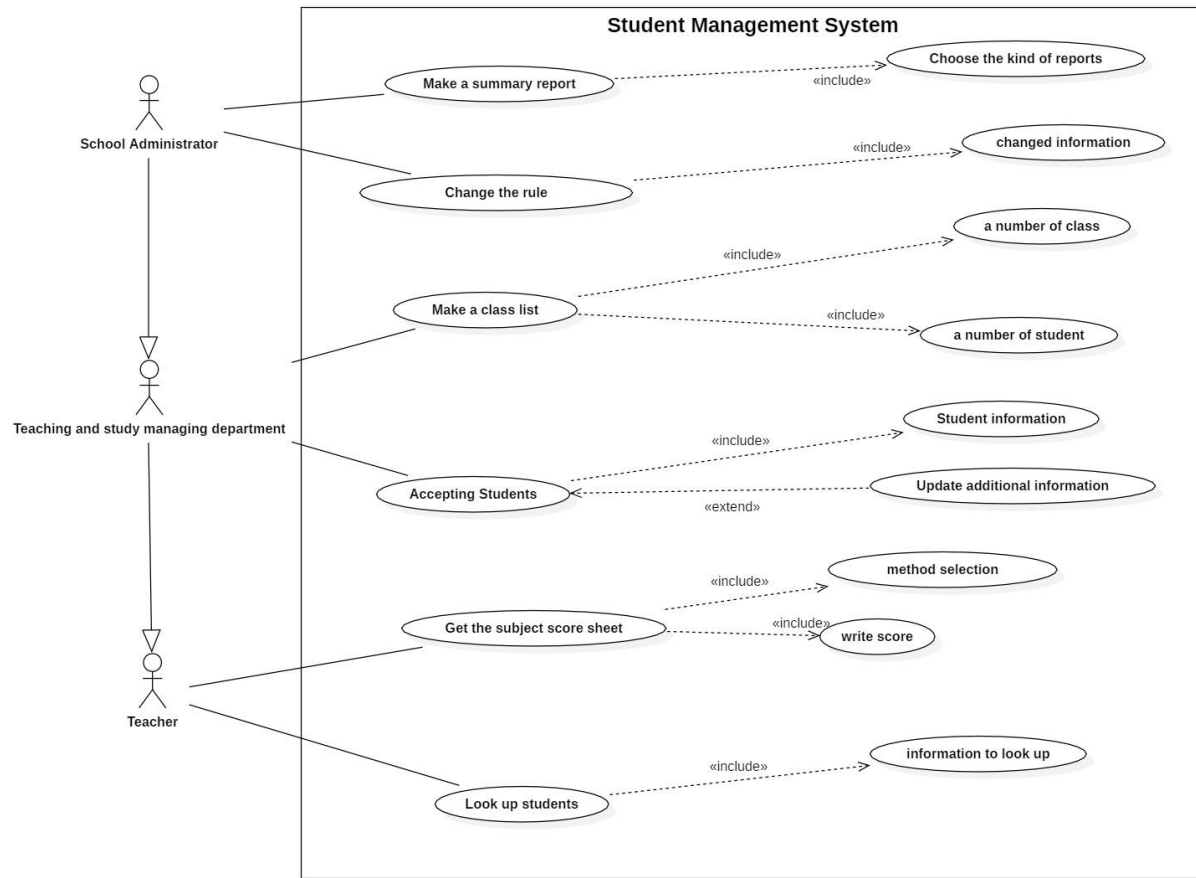 Student Management System
Choose the kind of reports
Make a summary report
«include»
School Administrator
changed information
«include»
Change the rule
a number of class
«include»
Make a class list
«include»
a number of student
Teaching and study managing department
Student information
«include»
Update additional information
Accepting Students
«extend»
method selection
«include»
Get the subject score sheet
«include»
write score
Teacher
information to look up
«include»
Look up students